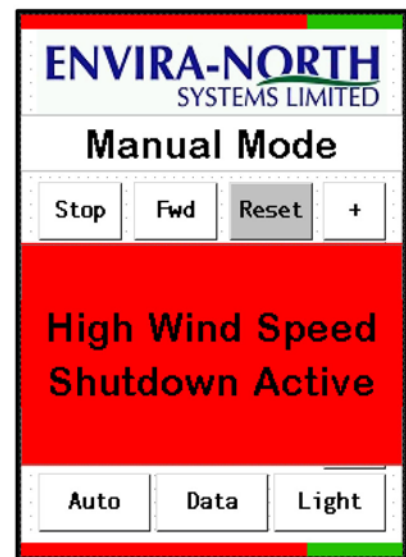 ENVIRA-NORTH
SYSTEMS LIMITED
Manual Mode
Stop Fwd Reset +
High Wind Speed
Shutdown Active
Auto Data Light